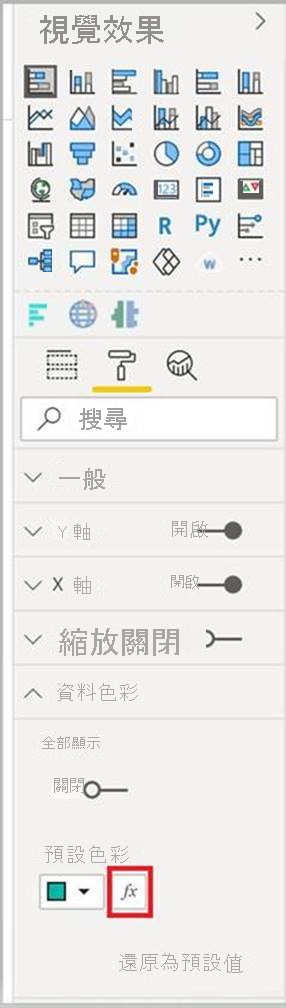 視覺效果
123
R
Py
W
搜尋
一般
Y 軸 開啟
X 軸 開啟
縮放關閉
資料色彩
全部顯示
關閉
預設色彩
fx
還原為預設值